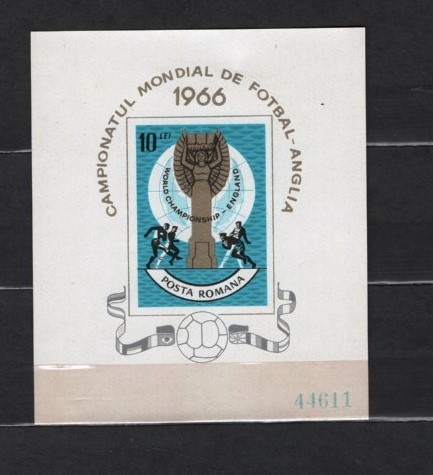 CAMPIONATUL MONDIAL DE FOTBAL-ANGLIA
1966
10 LEI
WORLD CHAMPIONSHIP - ENGLAND
POSTA ROMANA
44611